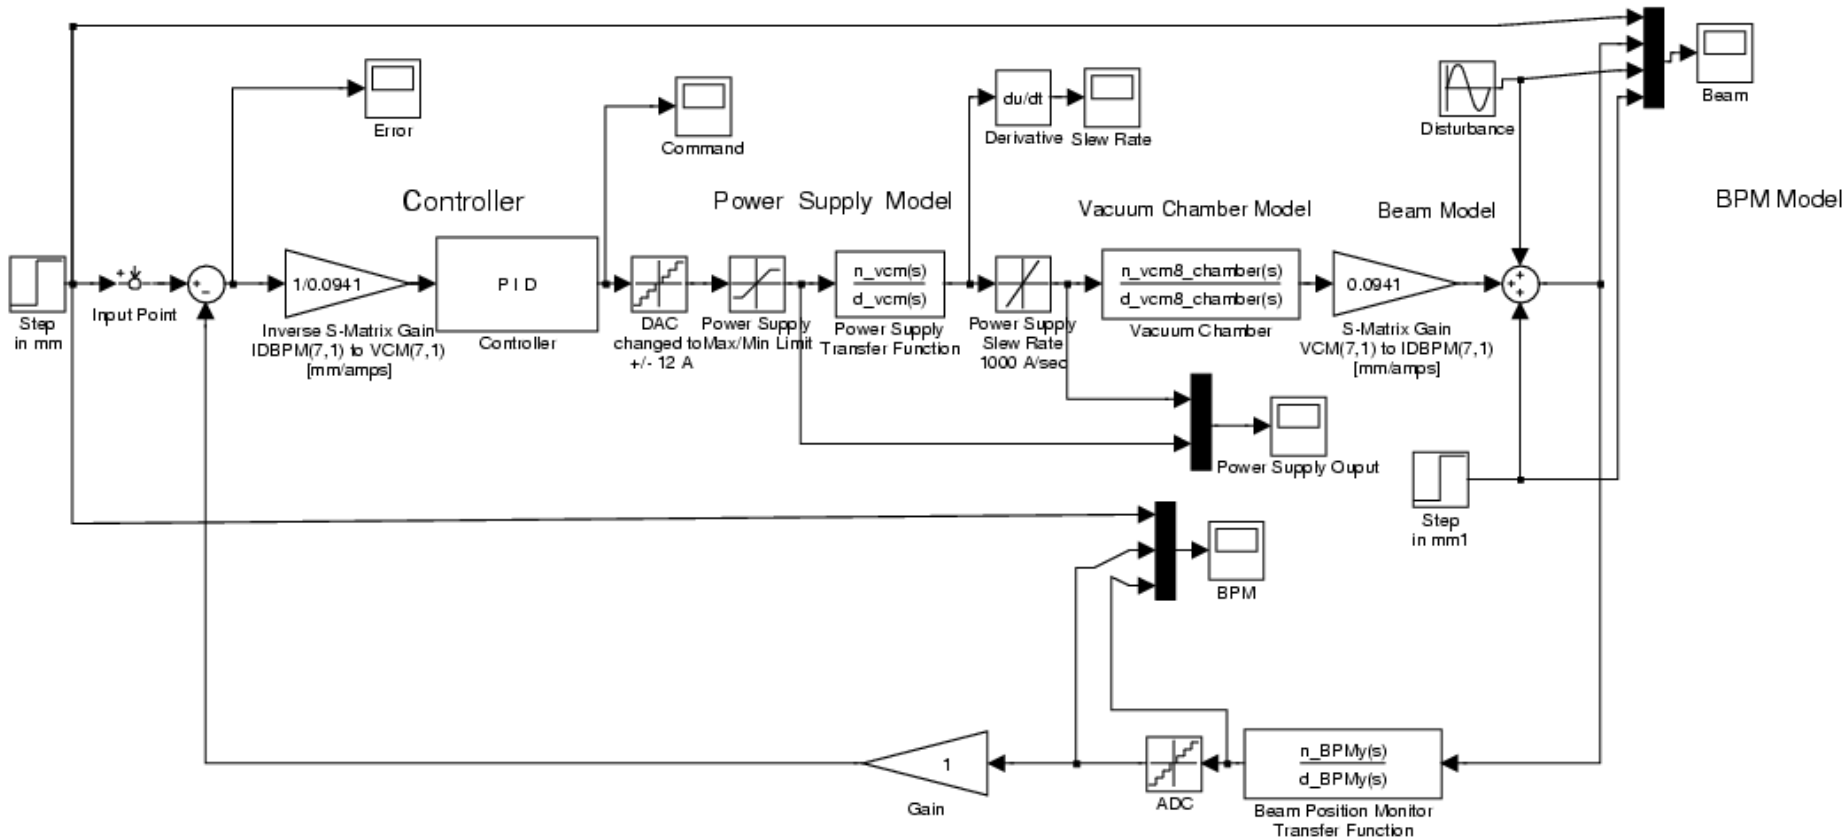 Error
Command
du/dt
Derivative
Slew Rate
Disturbance
Beam
Controller
Power Supply Model
Vacuum Chamber Model
Beam Model
BPM Model
Step
in mm
+
Input Point
+
−
1/0.0941
Inverse S-Matrix Gain
IDBPM(7,1) to VCM(7,1)
[mm/amps]
P I D
Controller
DAC
changed to
+/- 12 A
Power Supply
Max/Min Limit
n_vcm(s)
d_vcm(s)
Power Supply
Transfer Function
Power Supply
Slew Rate
1000 A/sec
n_vcm8_chamber(s)
d_vcm8_chamber(s)
Vacuum Chamber
0.0941
S-Matrix Gain
VCM(7,1) to IDBPM(7,1)
[mm/amps]
+
+
+
Power Supply Ouput
Step
in mm1
BPM
1
Gain
ADC
n_BPMy(s)
d_BPMy(s)
Beam Position Monitor
Transfer Function